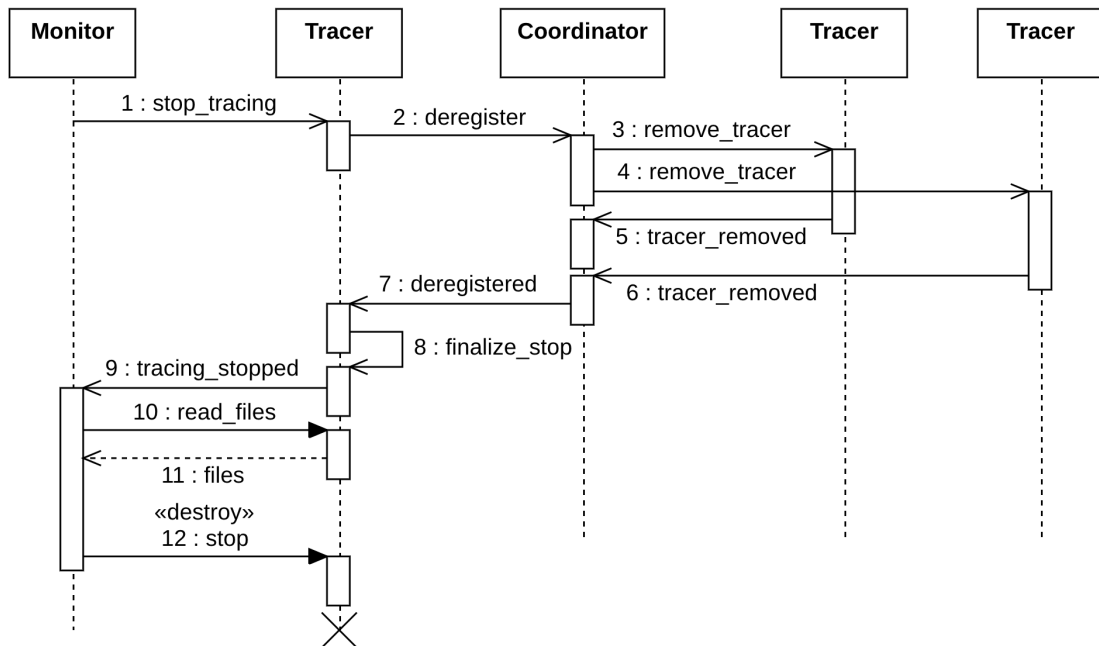 Monitor
Tracer
Coordinator
Tracer
Tracer
1 : stop_tracing
2 : deregister
3 : remove_tracer
4 : remove_tracer
5 : tracer_removed
6 : tracer_removed
7 : deregistered
8 : finalize_stop
9 : tracing_stopped
10 : read_files
11 : files
«destroy»
12 : stop